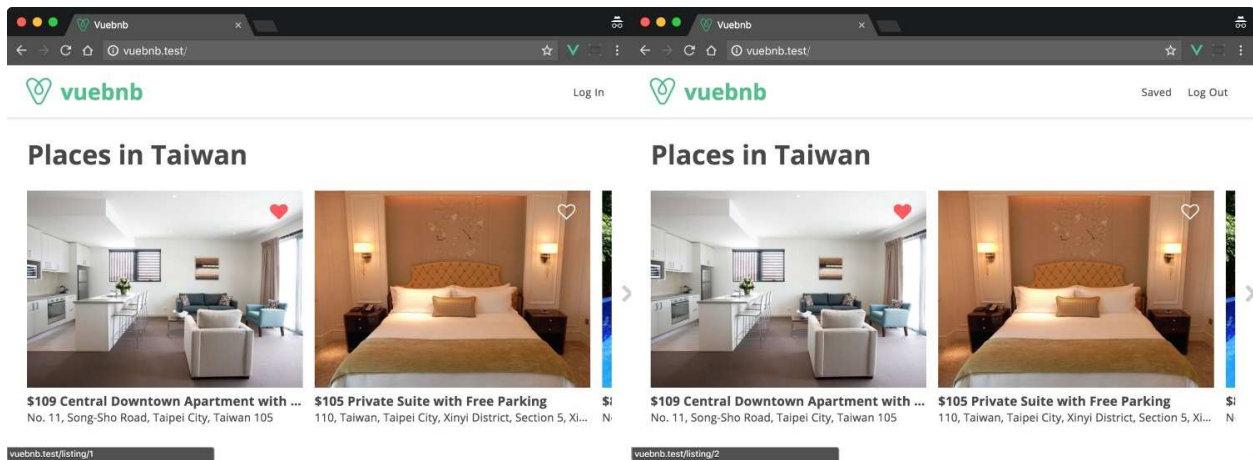 Vuebnb
vuebnb.test/
vuebnb
Log In
Places in Taiwan
$109 Central Downtown Apartment with ...
No. 11, Song-Sho Road, Taipei City, Taiwan 105
$105 Private Suite with Free Parking
110, Taiwan, Taipei City, Xinyi District, Section 5, Xi...
vuebnb.test/listing/1
Vuebnb
vuebnb.test/
vuebnb
Saved Log Out
Places in Taiwan
$109 Central Downtown Apartment with ...
No. 11, Song-Sho Road, Taipei City, Taiwan 105
$105 Private Suite with Free Parking
110, Taiwan, Taipei City, Xinyi District, Section 5, Xi...
vuebnb.test/listing/2